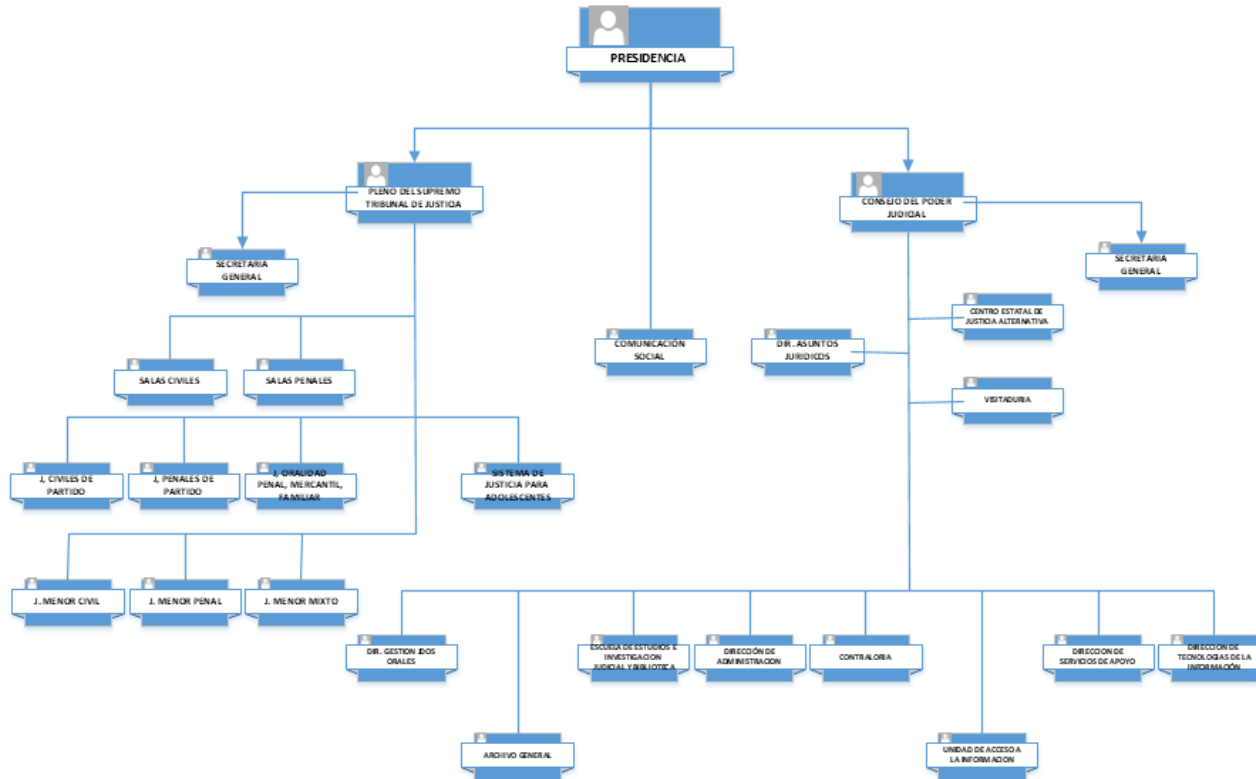 PRESIDENCIA
PLENO DEL SUPREMO
TRIBUNAL DE JUSTICIA
CONSEJO DEL PODER
JUDICIAL
SECRETARIA
GENERAL
SECRETARIA
GENERAL
CENTRO ESTATAL DE
JUSTICIA ALTERNATIVA
COMUNICACIÓN
SOCIAL
DIR. ASUNTOS
JURIDICOS
SALAS CIVILES
SALAS PENALES
VISITADURIA
J, CIVILES DE
PARTIDO
J, PENALES DE
PARTIDO
J, ORALIDAD
PENAL, MERCANTIL,
FAMILIAR
SISTEMA DE
JUSTICIA PARA
ADOLESCENTES
J. MENOR CIVIL
J. MENOR PENAL
J. MENOR MIXTO
DIR. GESTION JDOS
ORALES
ESCUELA DE ESTUDIOS E
INVESTIGACION
JUDICIAL Y BIBLIOTECA
DIRECCIÓN DE
ADMINISTRACION
CONTRALORIA
DIRECCION DE
SERVICIOS DE APOYO
DIRECCION DE
TECNOLOGIAS DE LA
INFORMACIÓN
ARCHIVO GENERAL
UNIDAD DE ACCESO A
LA INFORMACION